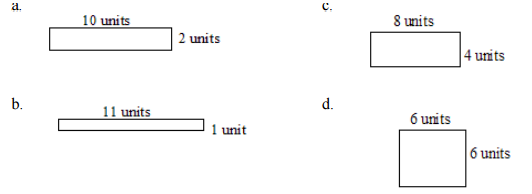 a.
10 units
2 units
b.
11 units
1 unit
c.
8 units
4 units
d.
6 units
6 units